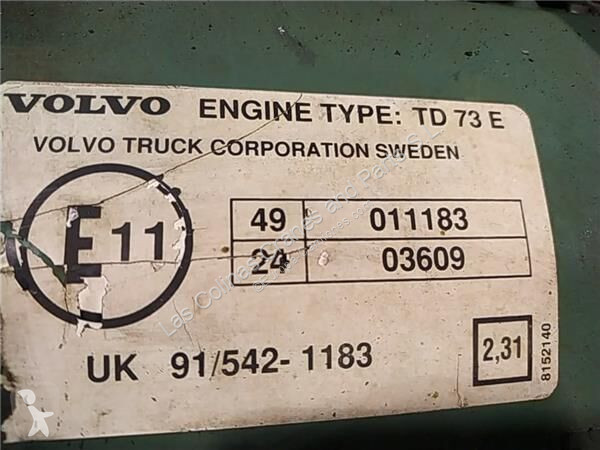 VOLVO ENGINE TYPE: TD 73 E
VOLVO TRUCK CORPORATION SWEDEN
E 11
49 011183
24 03609
UK 91/542-1183
2,31
8152140